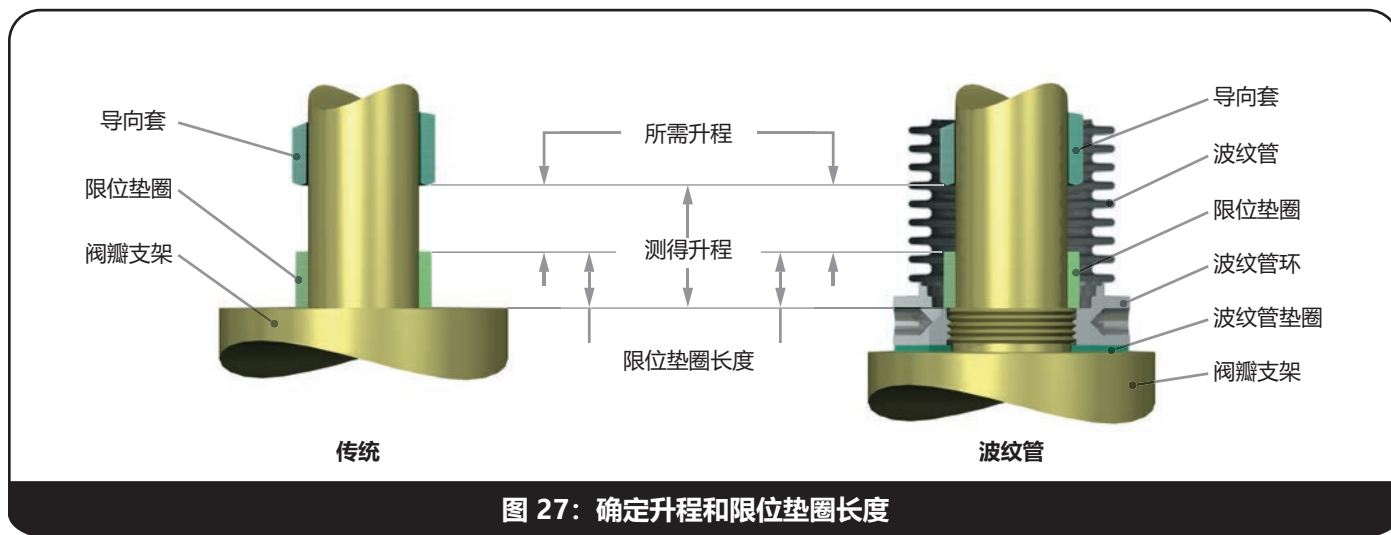 导向套
限位垫圈
阀瓣支架
传统
所需升程
测得升程
限位垫圈长度
导向套
波纹管
限位垫圈
波纹管环
波纹管垫圈
阀瓣支架
波纹管
图 27：确定升程和限位垫圈长度